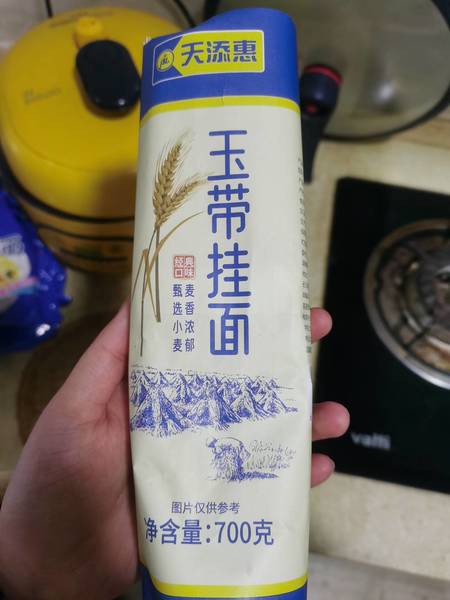 天添惠
玉带挂面
经典
口味
麦香浓郁
甄选小麦
图片仅供参考
净含量:700克
valli